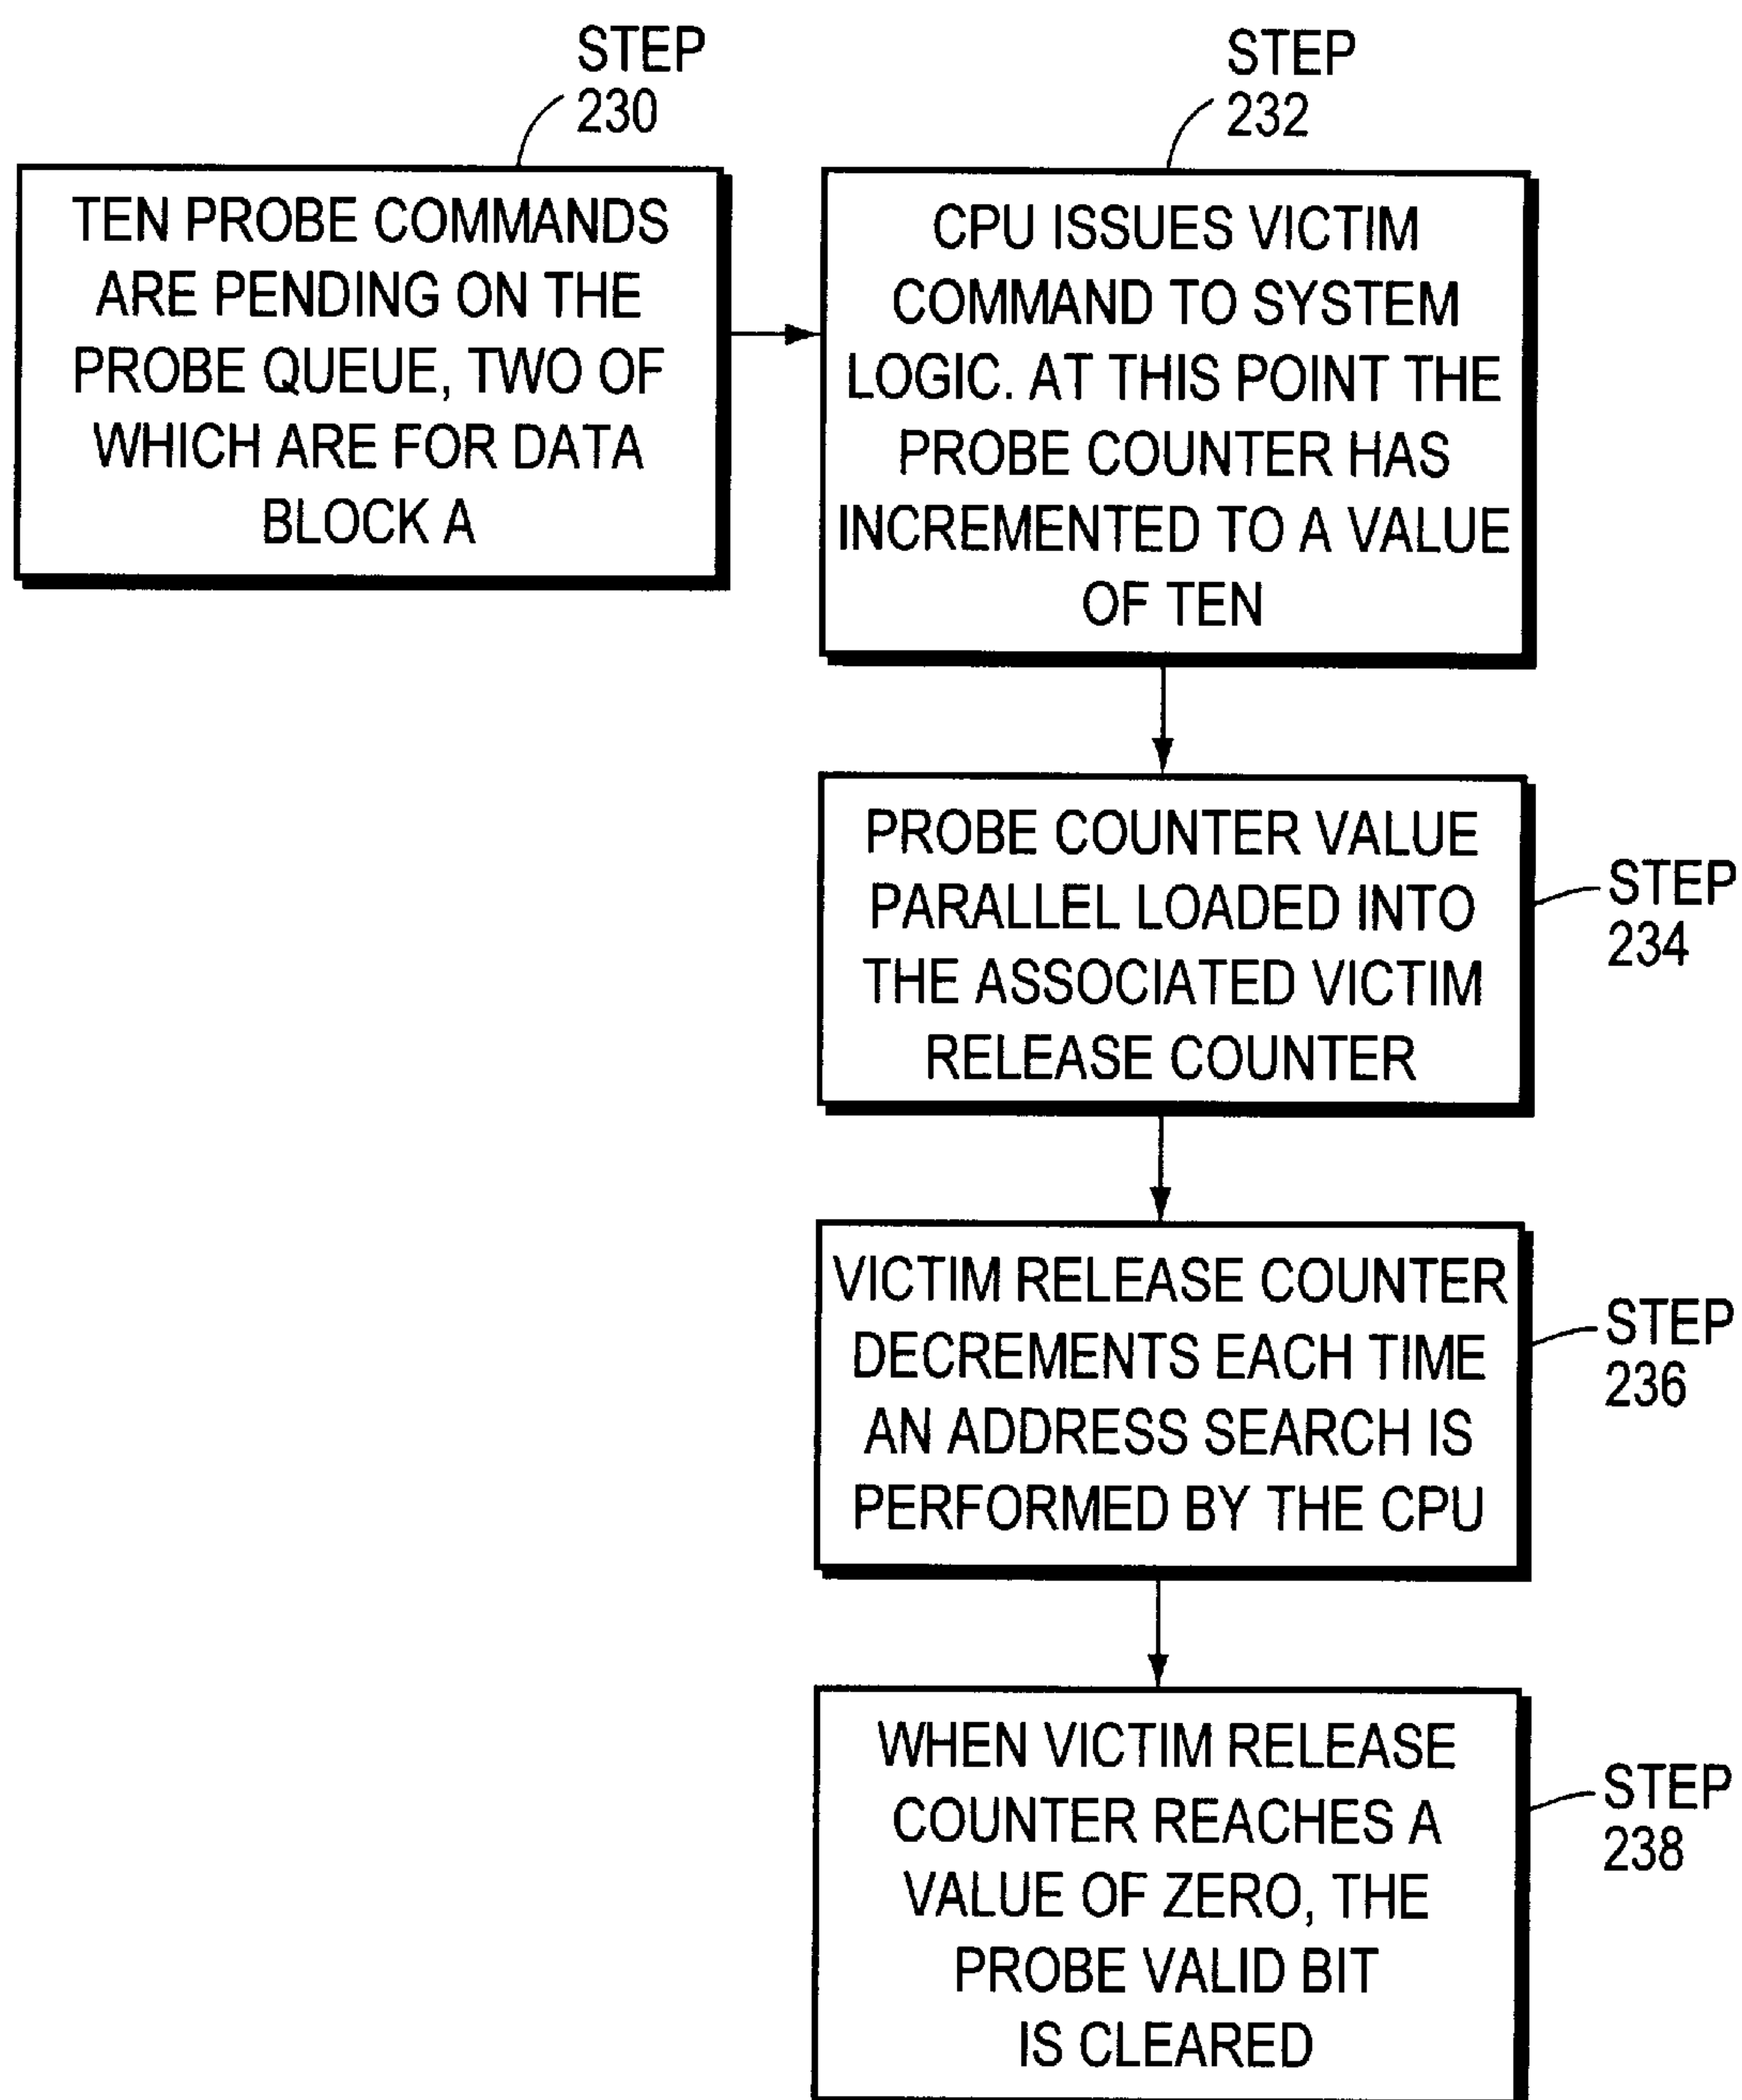 STEP
230
TEN PROBE COMMANDS
ARE PENDING ON THE
PROBE QUEUE, TWO OF
WHICH ARE FOR DATA
BLOCK A
STEP
232
CPU ISSUES VICTIM
COMMAND TO SYSTEM
LOGIC. AT THIS POINT THE
PROBE COUNTER HAS
INCREMENTED TO A VALUE
OF TEN
PROBE COUNTER VALUE
PARALLEL LOADED INTO
THE ASSOCIATED VICTIM
RELEASE COUNTER
STEP
234
VICTIM RELEASE COUNTER
DECREMENTS EACH TIME
AN ADDRESS SEARCH IS
PERFORMED BY THE CPU
STEP
236
WHEN VICTIM RELEASE
COUNTER REACHES A
VALUE OF ZERO, THE
PROBE VALID BIT
IS CLEARED
STEP
238